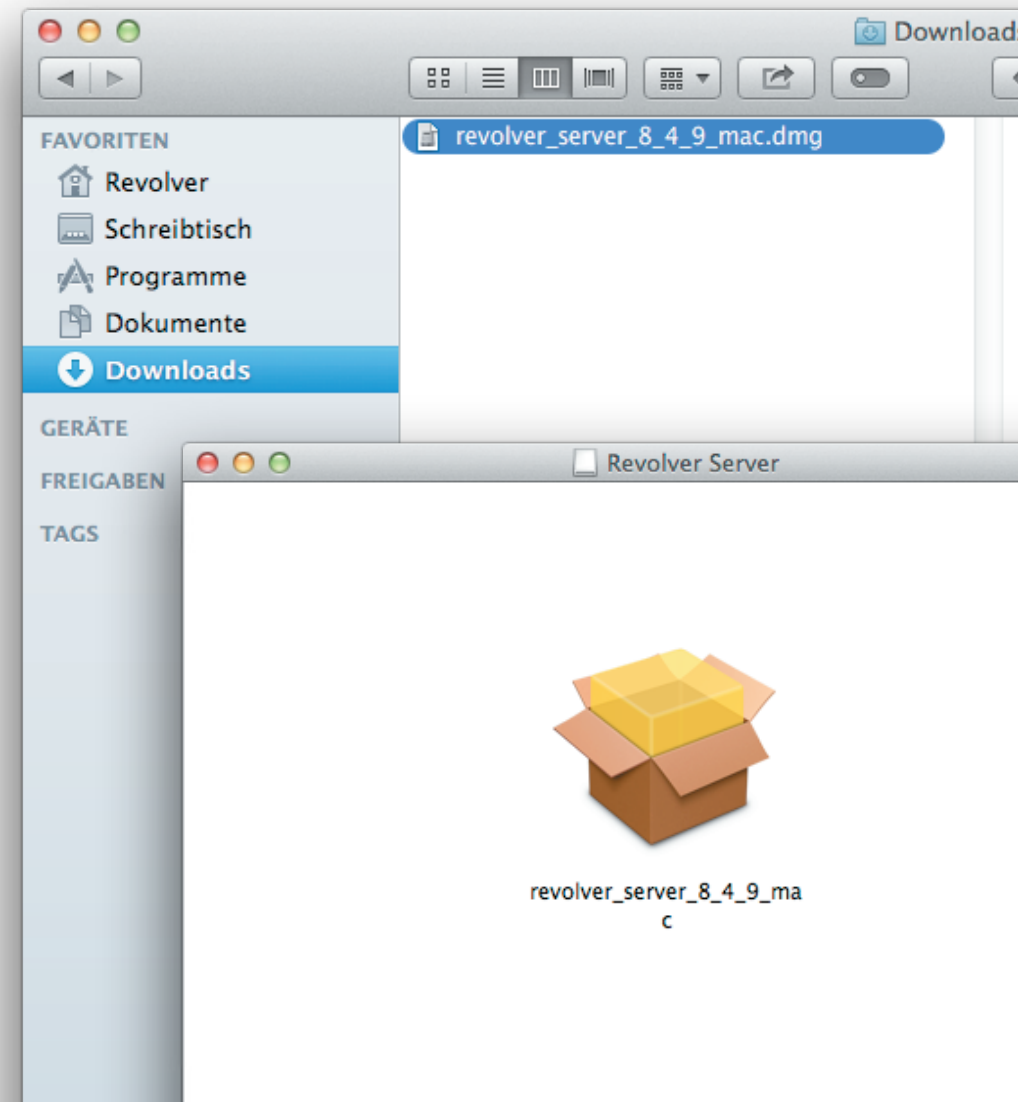 Downloads
revolver_server_8_4_9_mac.dmg
FAVORITEN
Revolver
Schreibtisch
Programme
Dokumente
Downloads
GERÄTE
FREIGABEN
TAGS
Revolver Server
revolver_server_8_4_9_ma
c